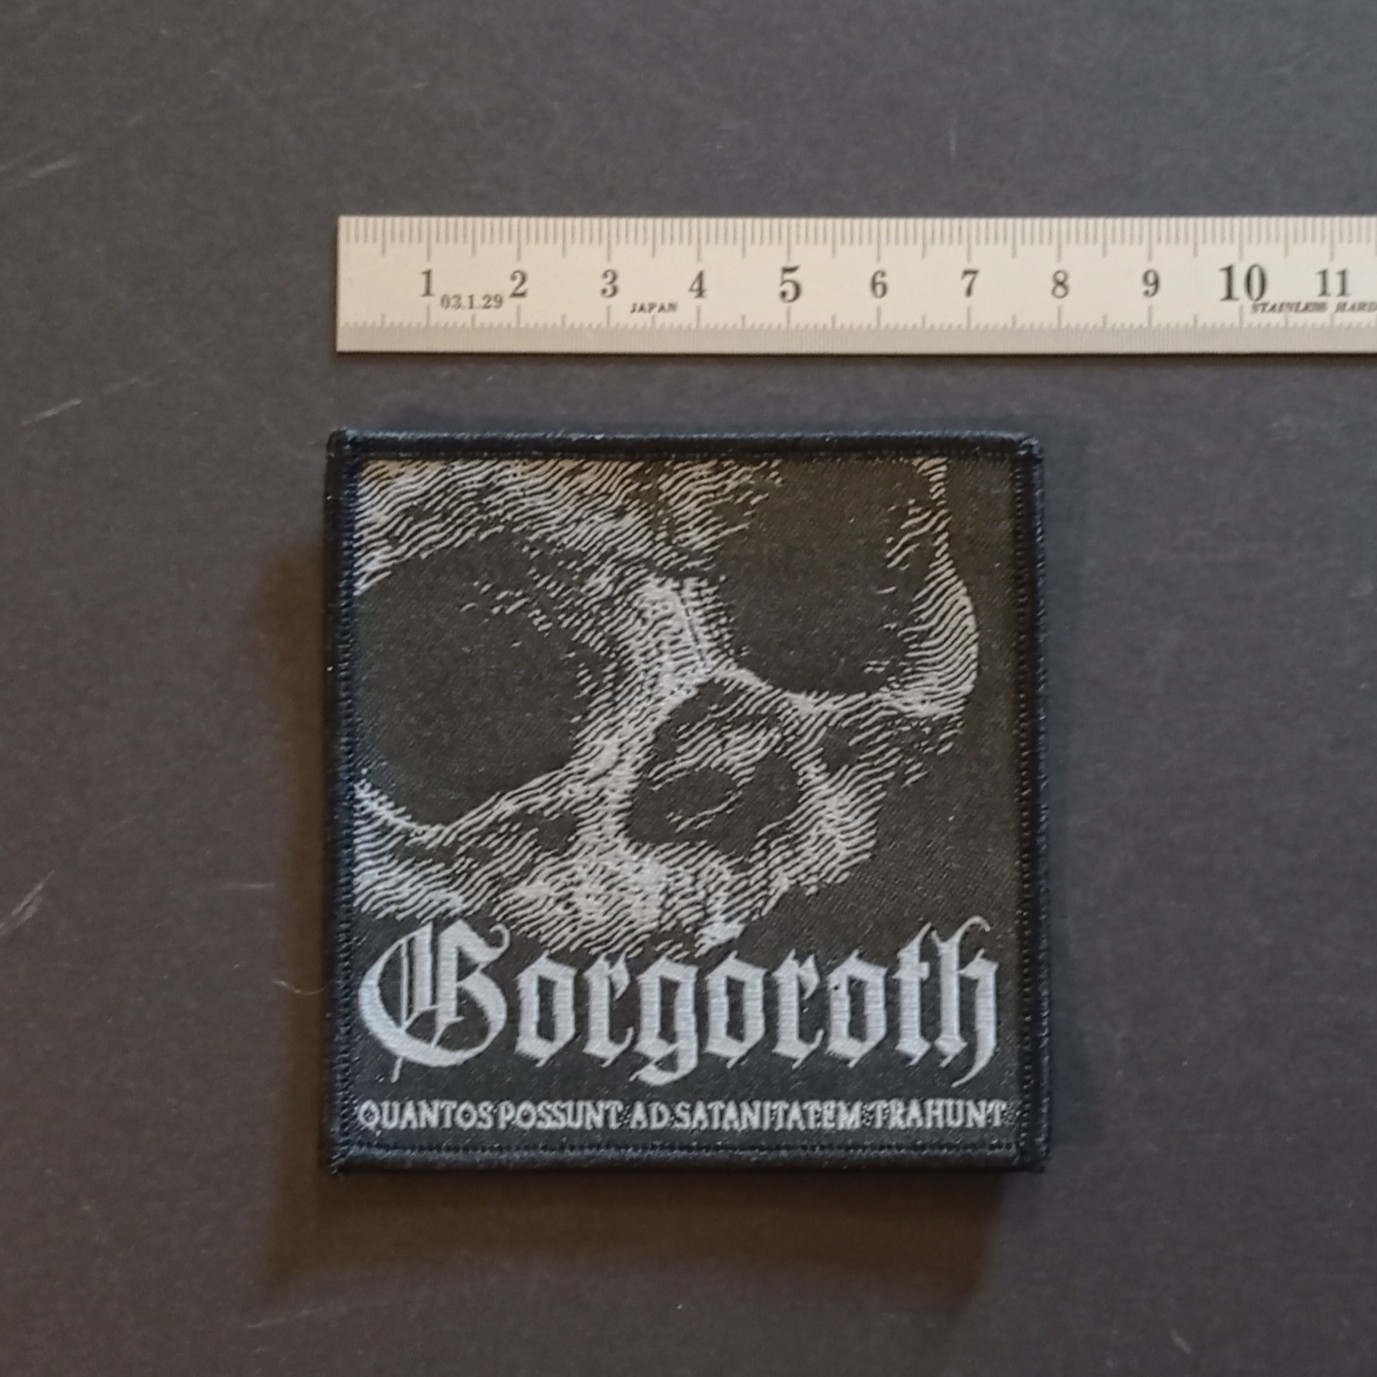 1 2 3 4 5 6 7 8 9 10 11
03.1.29 JAPAN STAINLESS HARD
Gorgoroth
QUANTOS POSSUNT AD SATANITATEM TRAHUNT